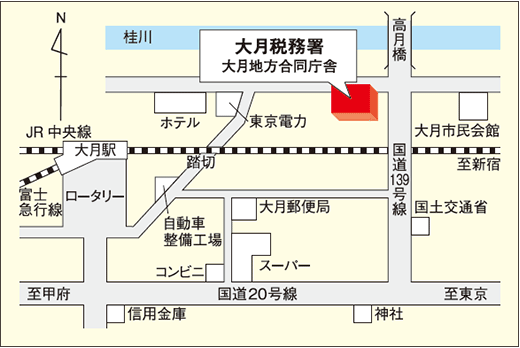 N
桂川
大月税務署
大月地方合同庁舎
高月橋
ホテル
東京電力
大月市民会館
JR中央線
大月駅
踏切
至新宿
富士
急行線
ロータリー
国道139号線
自動車
整備工場
大月郵便局
国土交通省
コンビニ
スーパー
至甲府
国道20号線
至東京
信用金庫
神社